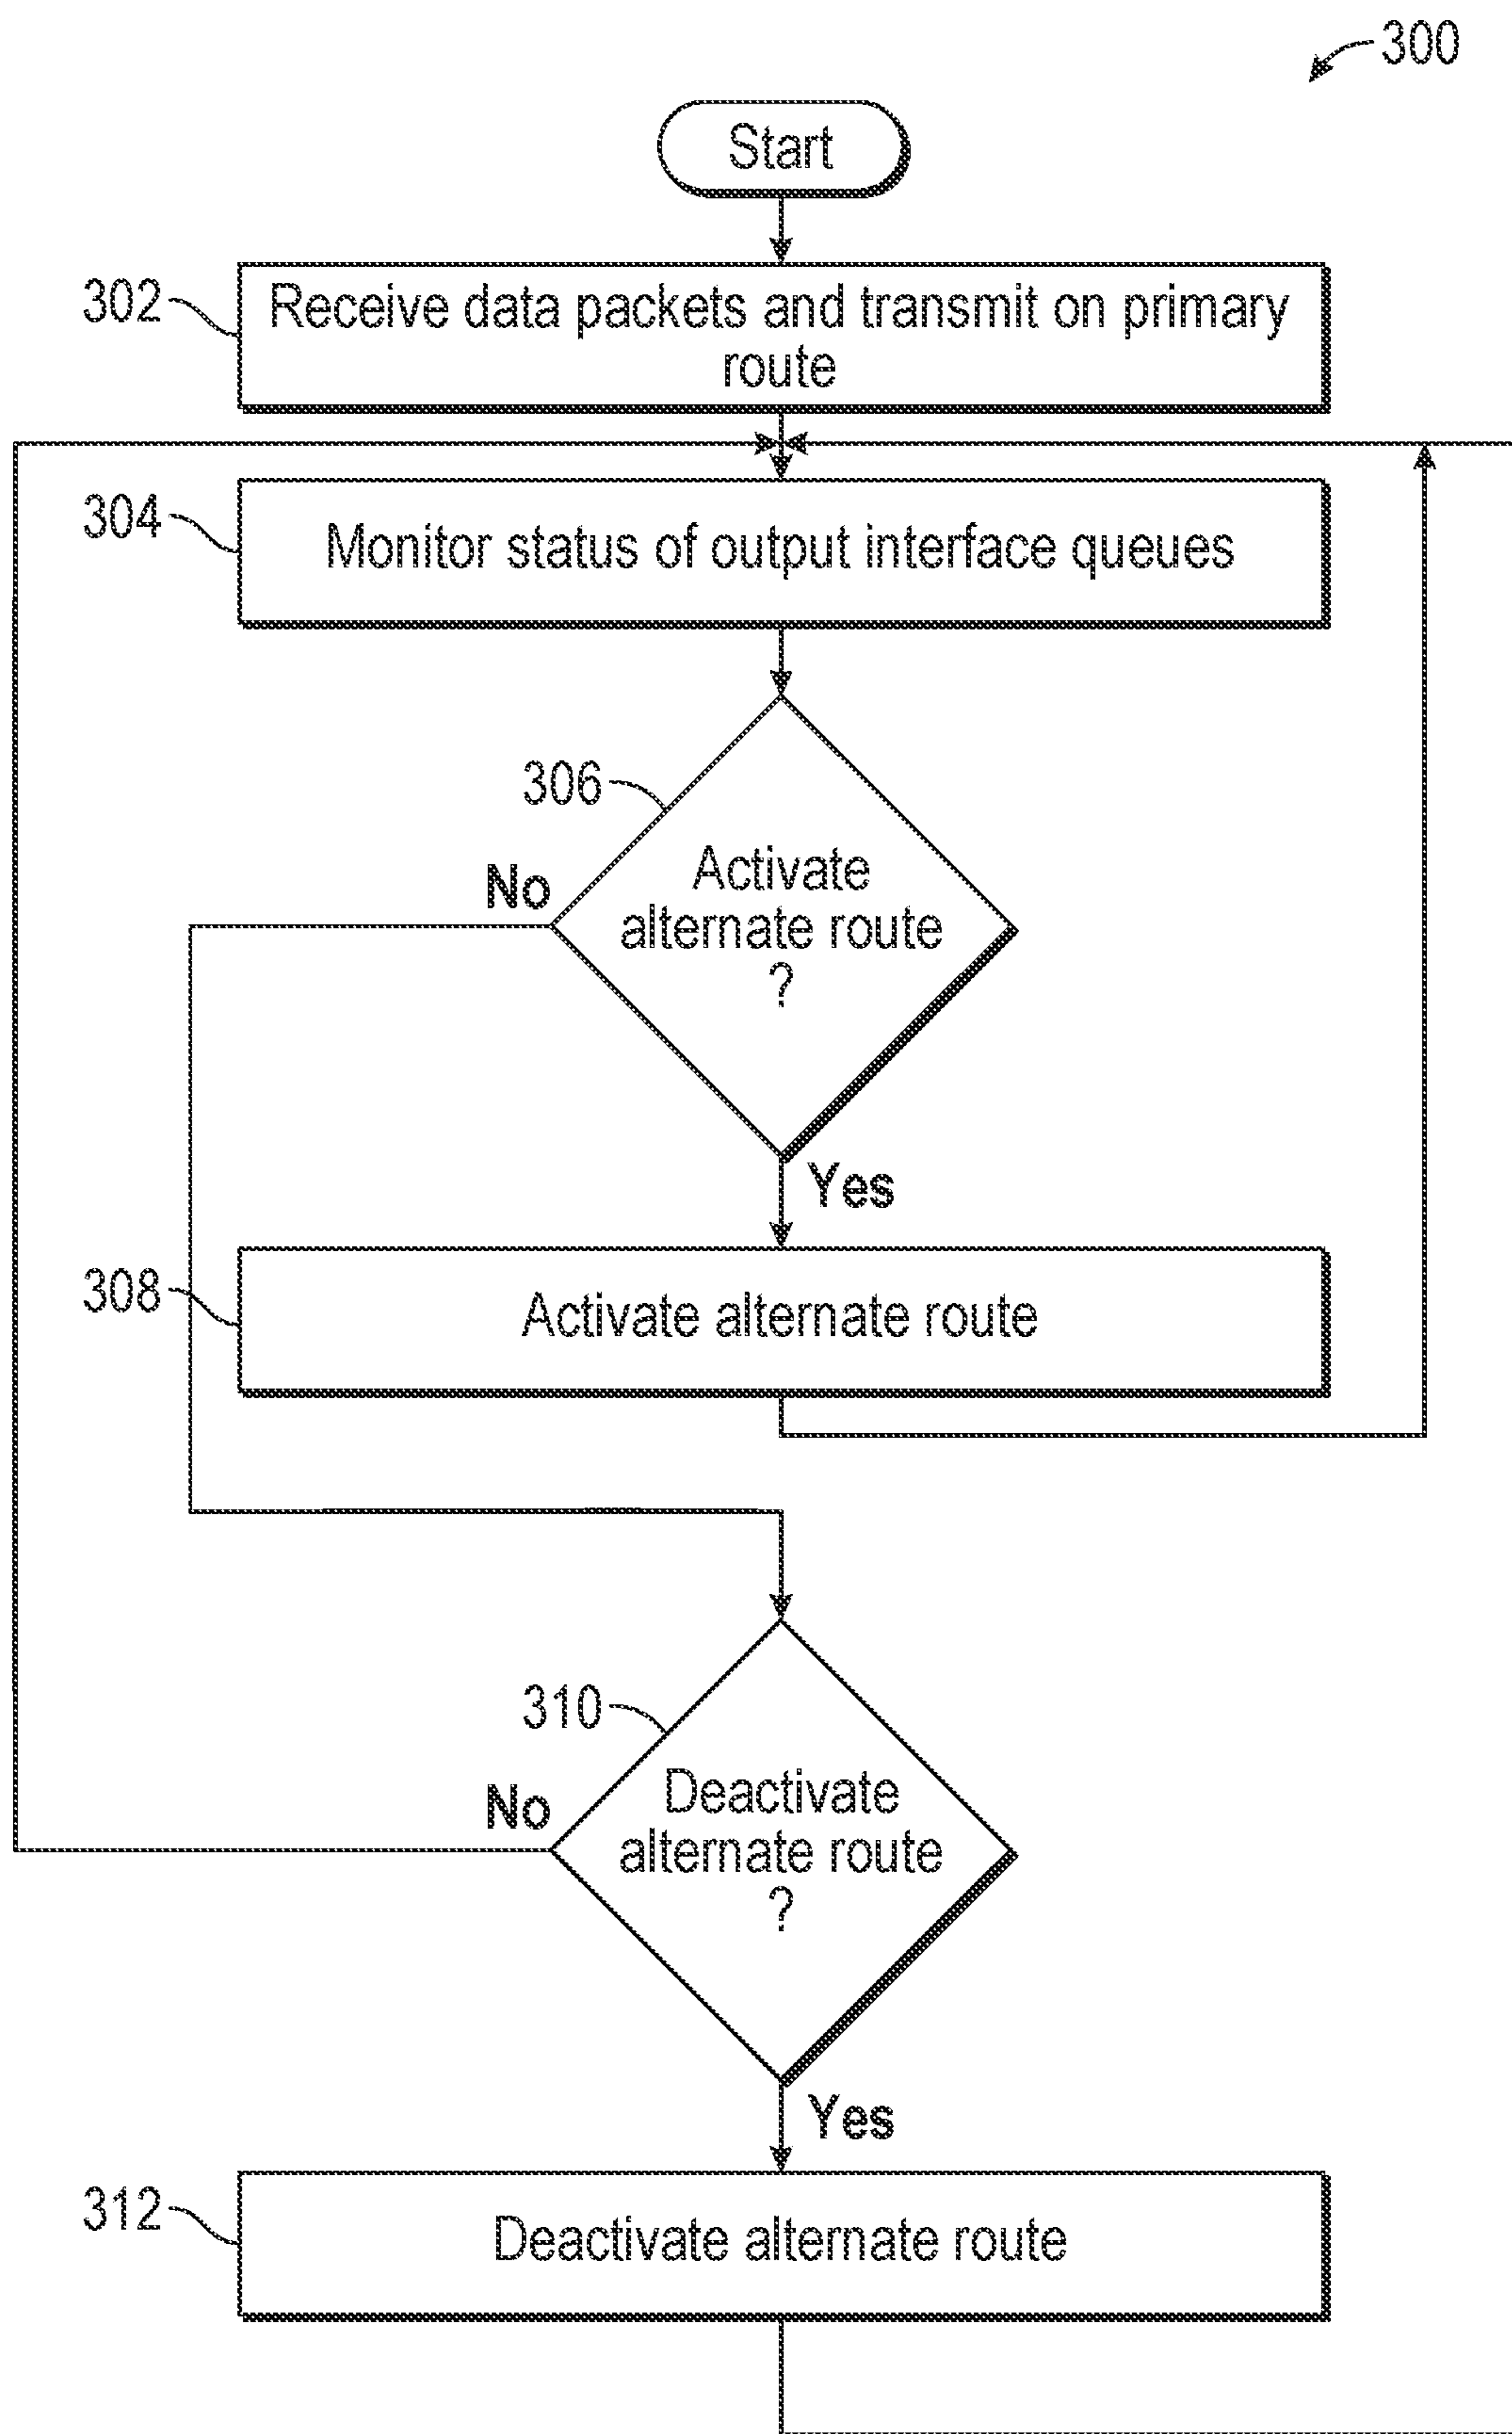 300
Start
302
Receive data packets and transmit on primary
route
304
Monitor status of output interface queues
306
Activate
alternate route
?
No
Yes
308
Activate alternate route
310
Deactivate
alternate route
?
No
Yes
312
Deactivate alternate route